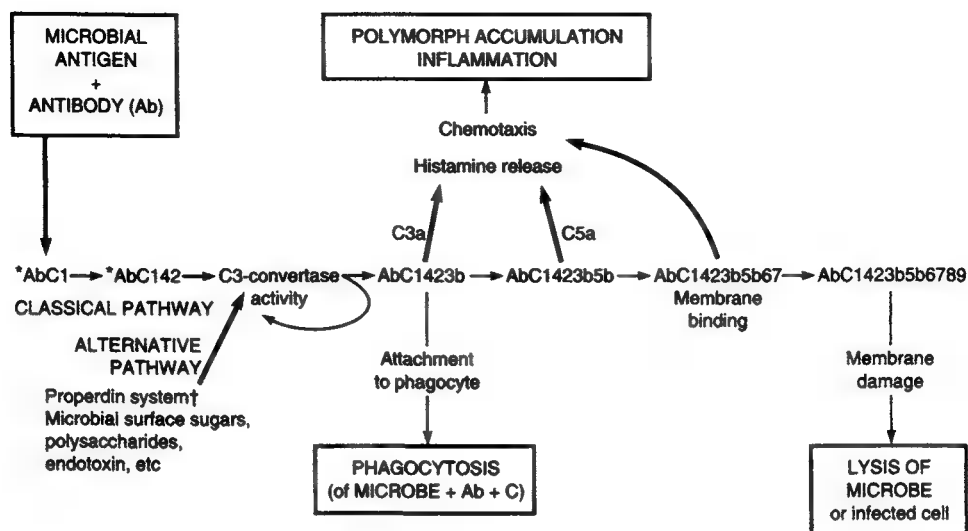 MICROBIAL
ANTIGEN
+
ANTIBODY (Ab)
POLYMORPH ACCUMULATION
INFLAMMATION
Chemotaxis
Histamine release
C3a
C5a
*AbC1
*AbC142
C3-convertase
activity
AbC1423b
AbC1423b5b
AbC1423b5b67
Membrane
binding
AbC1423b5b6789
CLASSICAL PATHWAY
ALTERNATIVE
PATHWAY
Properdin system†
Microbial surface sugars,
polysaccharides,
endotoxin, etc
Attachment
to phagocyte
Membrane
damage
PHAGOCYTOSIS
(of MICROBE + Ab + C)
LYSIS OF
MICROBE
or infected cell